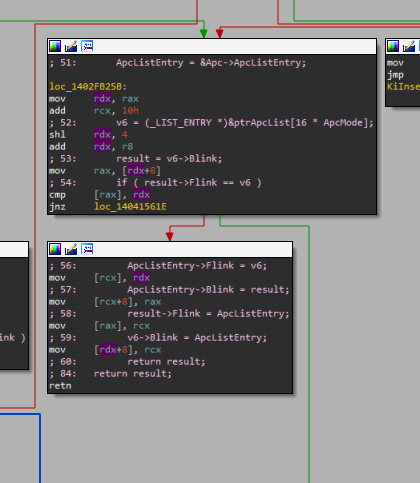 ; 51:       ApcListEntry = &Apc->ApcListEntry;
loc_1402FB25B:
mov     rdx, rax
add     rcx, 10h
; 52:       v6 = (_LIST_ENTRY *)&ptrApcList[16 * ApcMode];
shl     rdx, 4
add     rdx, r8
; 53:       result = v6->Blink;
mov     rax, [rdx+8]
; 54:       if ( result->Flink == v6 )
cmp     [rax], rdx
jnz     loc_14041561E
mov
jmp
KiInse
; 56:         ApcListEntry->Flink = v6;
mov     [rcx], rdx
; 57:         ApcListEntry->Blink = result;
mov     [rcx+8], rax
; 58:         result->Flink = ApcListEntry;
mov     [rax], rcx
; 59:         v6->Blink = ApcListEntry;
mov     [rdx+8], rcx
; 60:         return result;
; 84:   return result;
retn
ink )